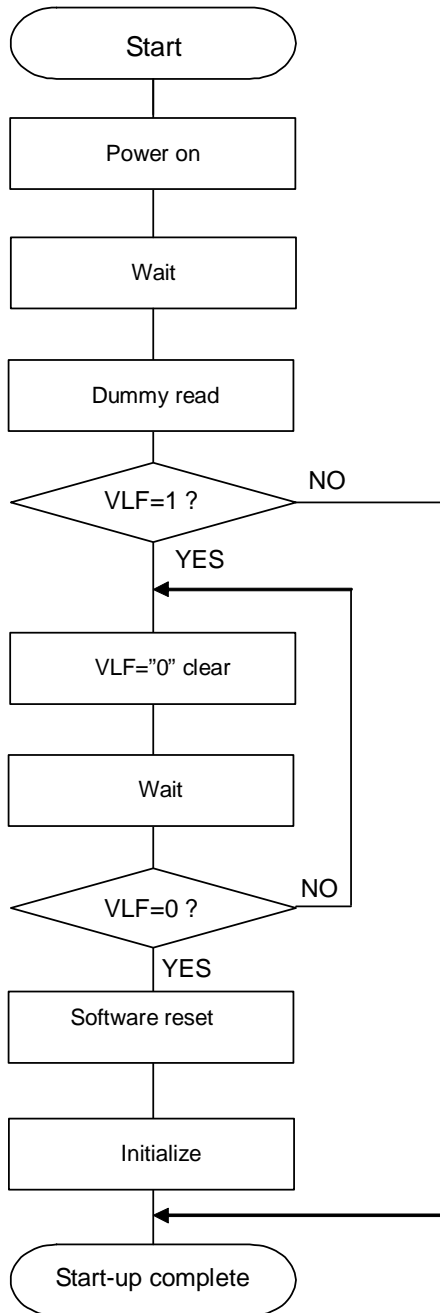 Start
Power on
Wait
Dummy read
VLF=1 ?
NO
YES
VLF=”0” clear
Wait
VLF=0 ?
NO
YES
Software reset
Initialize
Start-up complete